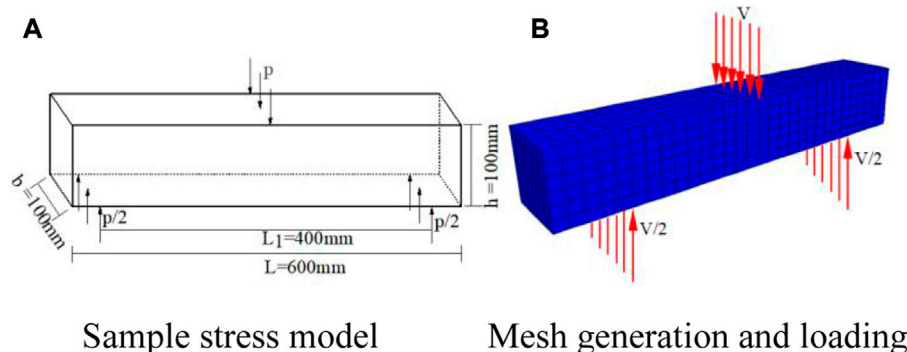 A
p
b =100mm
h =100mm
p/2
p/2
L1=400mm
L=600mm
Sample stress model
B
V
V/2
V/2
Mesh generation and loading